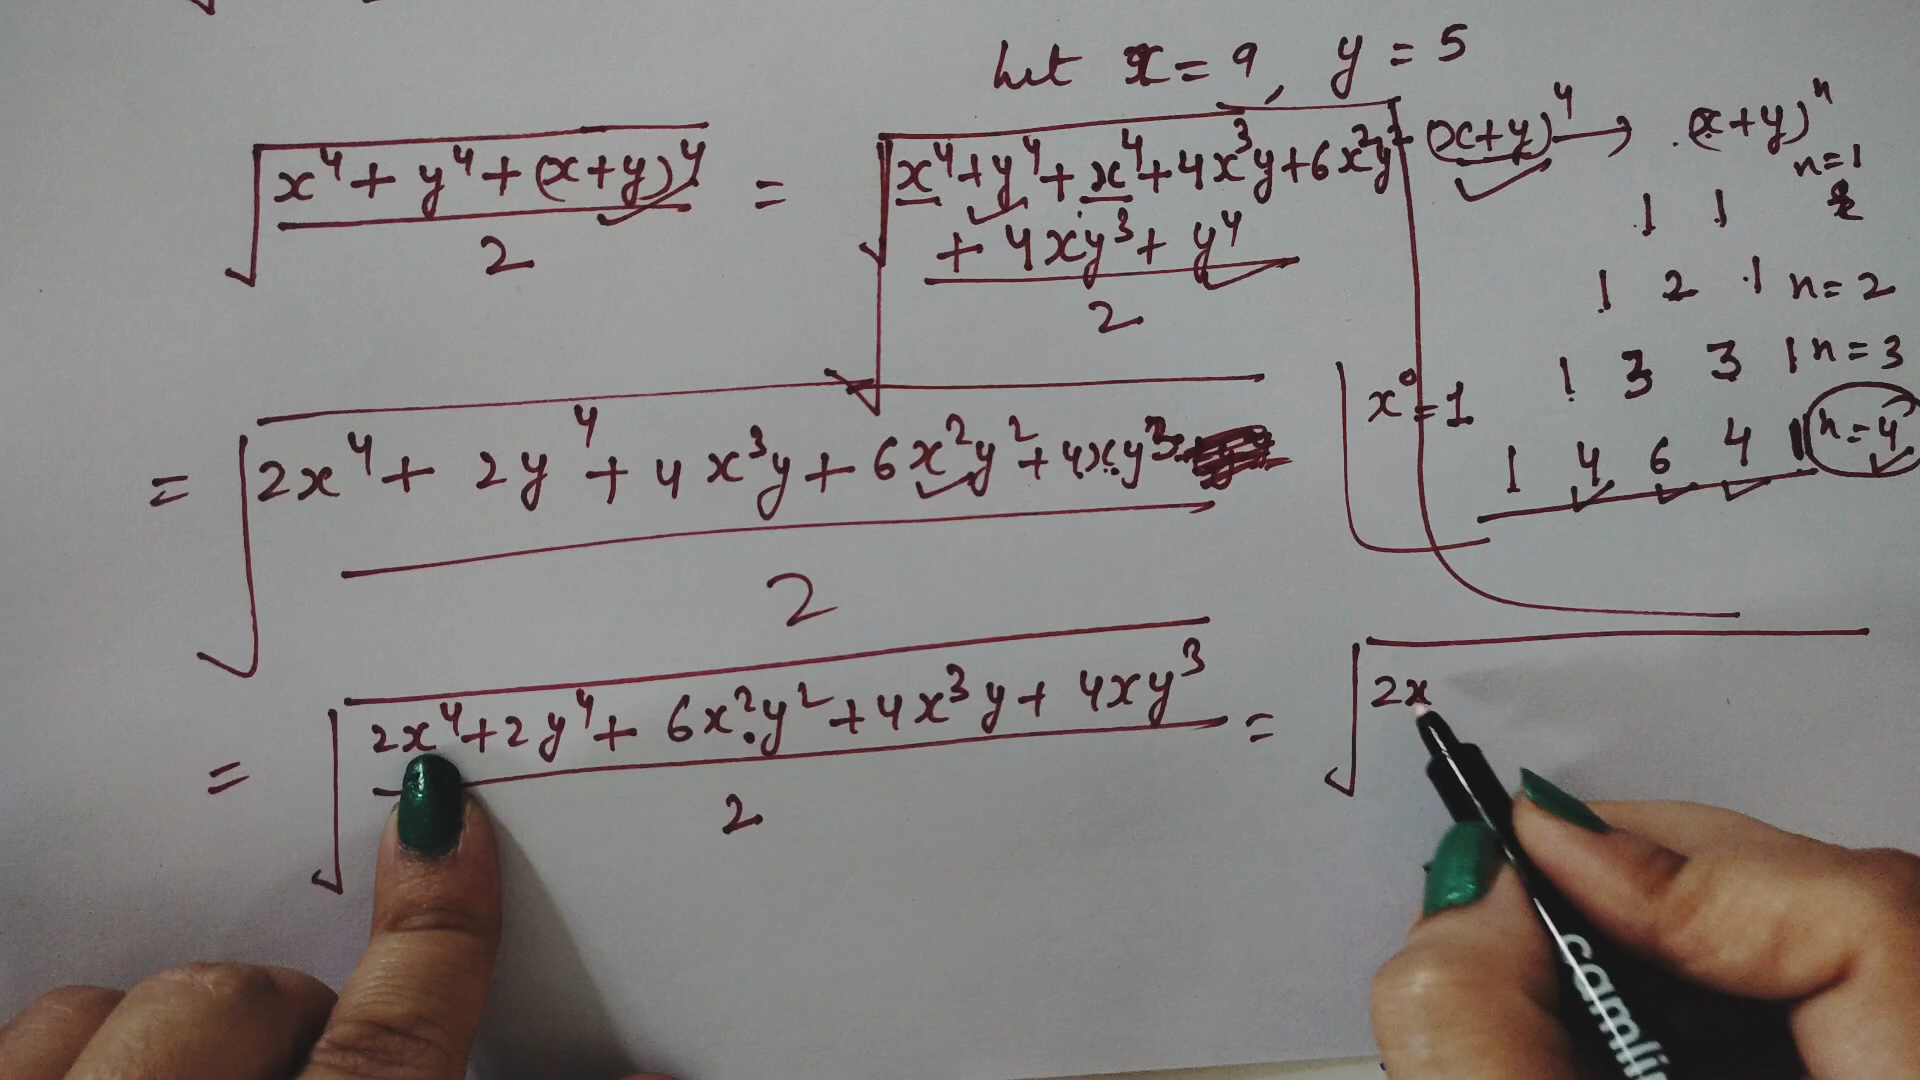 Let x = 9, y = 5
√((x⁴ + y⁴ + (x+y)⁴)/2) = √((x⁴ + y⁴ + x⁴ + 4x³y + 6x²y² + 4xy³ + y⁴)/2)
(x+y)⁴ → (x+y)ⁿ
n=1
1 1
1 2 1 n=2
1 3 3 1 n=3
1 4 6 4 1 n=4
x⁰=1
= √((2x⁴ + 2y⁴ + 4x³y + 6x²y² + 4xy³)/2)
= √((2x⁴ + 2y⁴ + 6x²y² + 4x³y + 4xy³)/2) = √(2x
camlin